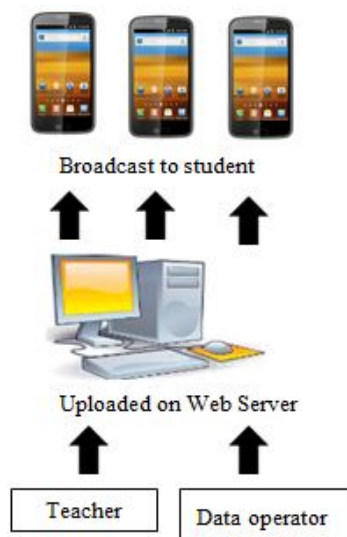 Broadcast to student
Uploaded on Web Server
Teacher
Data operator